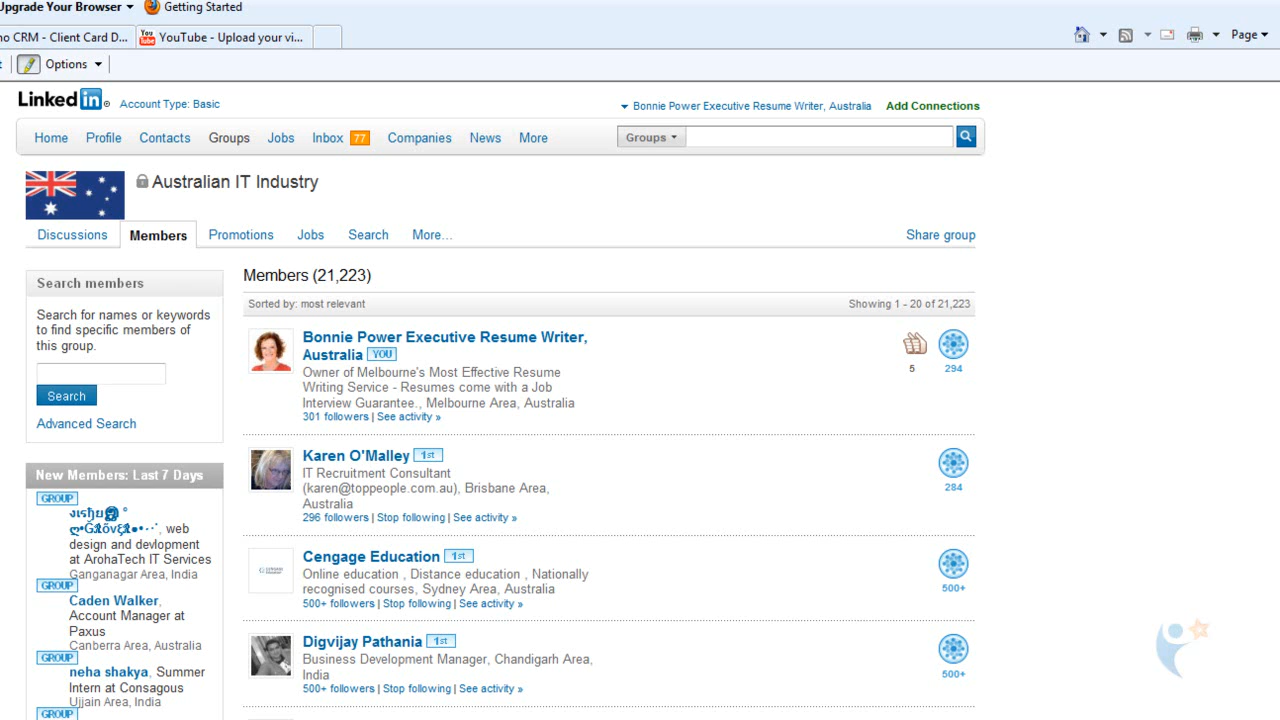 Upgrade Your Browser
Getting Started
no CRM - Client Card D...
YouTube - Upload your vi...
Page
Options
LinkedIn
Account Type: Basic
Bonnie Power Executive Resume Writer, Australia
Add Connections
Home
Profile
Contacts
Groups
Jobs
Inbox 77
Companies
News
More
Groups
Australian IT Industry
Discussions
Members
Promotions
Jobs
Search
More...
Share group
Search members
Search for names or keywords
to find specific members of
this group.
Search
Advanced Search
New Members: Last 7 Days
GROUP
web
design and devlopment
at ArohaTech IT Services
Ganganagar Area, India
GROUP
Caden Walker,
Account Manager at
Paxus
Canberra Area, Australia
GROUP
neha shakya, Summer
Intern at Consagous
Ujjain Area, India
GROUP
Members (21,223)
Sorted by: most relevant
Showing 1 - 20 of 21,223
Bonnie Power Executive Resume Writer,
Australia YOU
Owner of Melbourne's Most Effective Resume
Writing Service - Resumes come with a Job
Interview Guarantee., Melbourne Area, Australia
301 followers | See activity »
5
294
Karen O'Malley 1st
IT Recruitment Consultant
(karen@toppeople.com.au), Brisbane Area,
Australia
296 followers | Stop following | See activity »
284
Cengage Education 1st
Online education , Distance education , Nationally
recognised courses, Sydney Area, Australia
500+ followers | Stop following | See activity »
500+
Digvijay Pathania 1st
Business Development Manager, Chandigarh Area,
India
500+ followers | Stop following | See activity »
500+